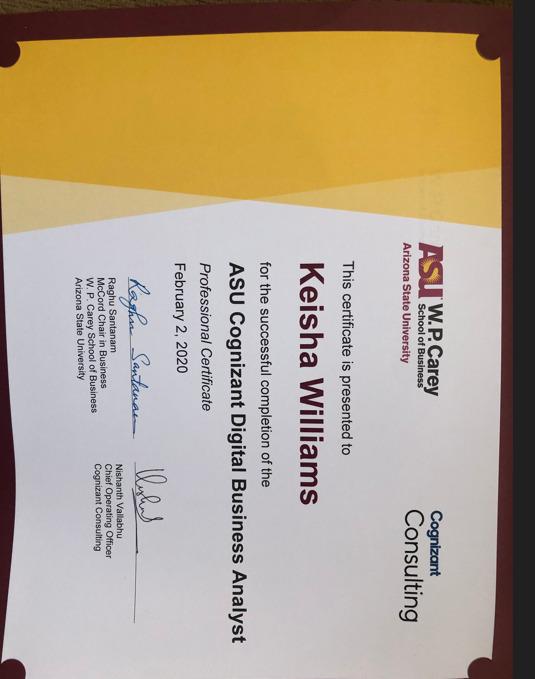 ASU W. P. Carey
School of Business
Arizona State University
Cognizant
Consulting
This certificate is presented to
Keisha Williams
for the successful completion of the
ASU Cognizant Digital Business Analyst
Professional Certificate
February 2, 2020
Raghu Santanam
Raghu Santanam
McCord Chair in Business
W. P. Carey School of Business
Arizona State University
Nishanth Vallabhu
Chief Operating Officer
Cognizant Consulting